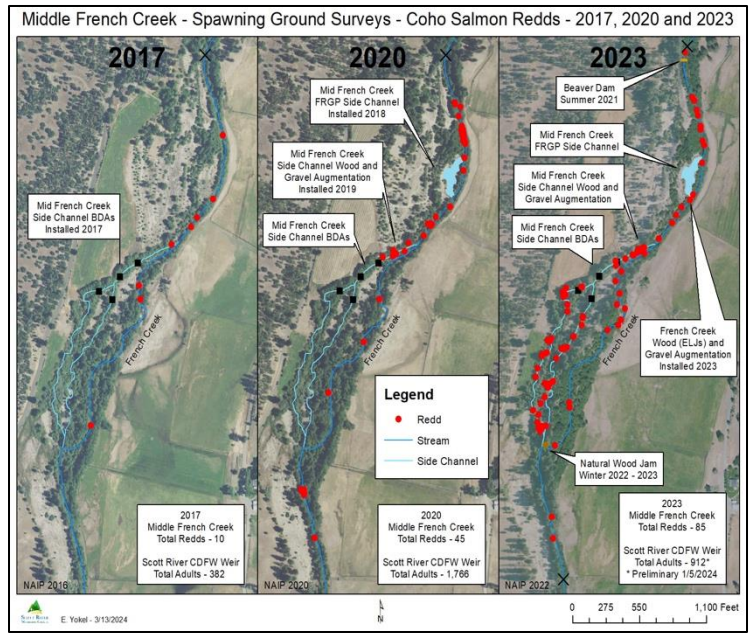 Middle French Creek - Spawning Ground Surveys - Coho Salmon Redds - 2017, 2020 and 2023
2017
Mid French Creek
Side Channel BDAs
Installed 2017
French Creek
2017
Middle French Creek
Total Redds - 10
Scott River CDFW Weir
Total Adults - 382
NAIP 2016
2020
Mid French Creek
FRGP Side Channel
Installed 2018
Mid French Creek
Side Channel Wood and
Gravel Augmentation
Installed 2019
Mid French Creek
Side Channel BDAs
French Creek
Legend
Redd
Stream
Side Channel
2020
Middle French Creek
Total Redds - 45
Scott River CDFW Weir
Total Adults - 1,766
NAIP 2020
2023
Beaver Dam
Summer 2021
Mid French Creek
FRGP Side Channel
Mid French Creek
Side Channel Wood and
Gravel Augmentation
Mid French Creek
Side Channel BDAs
French Creek
French Creek
Wood (ELJs) and
Gravel Augmentation
Installed 2023
Natural Wood Jam
Winter 2022 - 2023
2023
Middle French Creek
Total Redds - 85
Scott River CDFW Weir
Total Adults - 912*
* Preliminary 1/5/2024
NAIP 2022
Scott River
E. Yokel - 3/13/2024
N
0 275 550 1,100 Feet